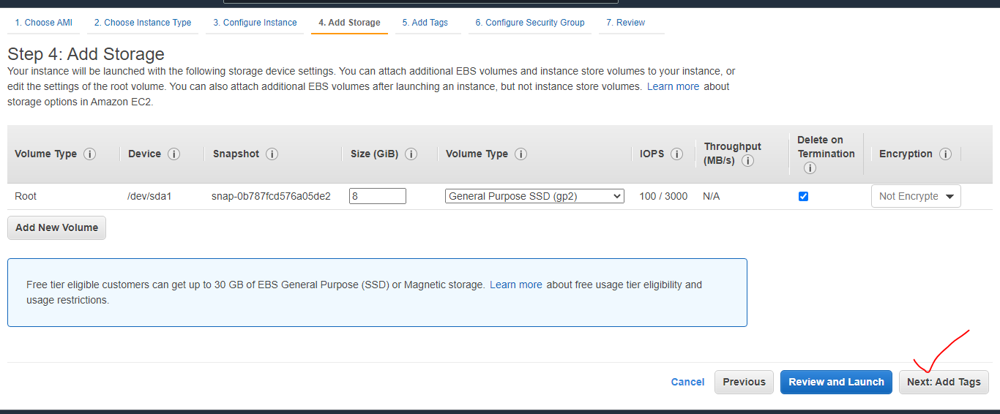 1. Choose AMI
2. Choose Instance Type
3. Configure Instance
4. Add Storage
5. Add Tags
6. Configure Security Group
7. Review
Step 4: Add Storage
Your instance will be launched with the following storage device settings. You can attach additional EBS volumes and instance store volumes to your instance, or
edit the settings of the root volume. You can also attach additional EBS volumes after launching an instance, but not instance store volumes. Learn more about
storage options in Amazon EC2.
Volume Type i
Device i
Snapshot i
Size (GiB) i
Volume Type i
IOPS i
Throughput
(MB/s) i
Delete on
Termination
i
Encryption i
Root
/dev/sda1
snap-0b787fcd576a05de2
8
General Purpose SSD (gp2)
100 / 3000
N/A
Not Encrypte
Add New Volume
Free tier eligible customers can get up to 30 GB of EBS General Purpose (SSD) or Magnetic storage. Learn more about free usage tier eligibility and
usage restrictions.
Cancel
Previous
Review and Launch
Next: Add Tags